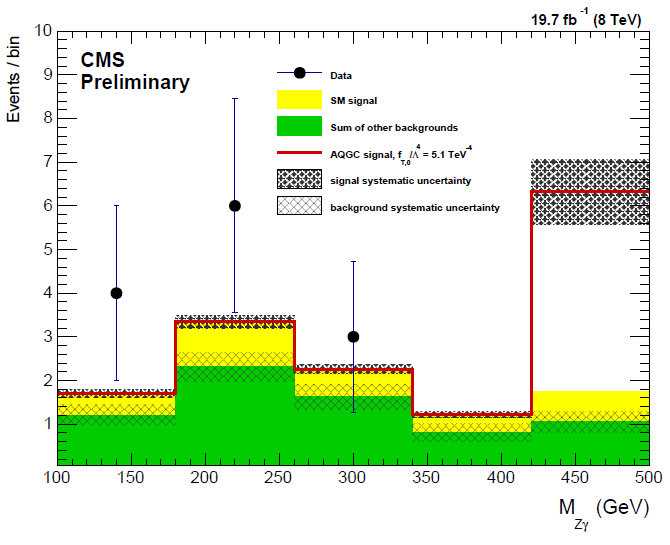 19.7 fb⁻¹ (8 TeV)
CMS
Preliminary
Data
SM signal
Sum of other backgrounds
AQGC signal, f_T,0/Λ⁴ = 5.1 TeV⁻⁴
signal systematic uncertainty
background systematic uncertainty
Events / bin
10
9
8
7
6
5
4
3
2
1
100 150 200 250 300 350 400 450 500
M_Zγ (GeV)